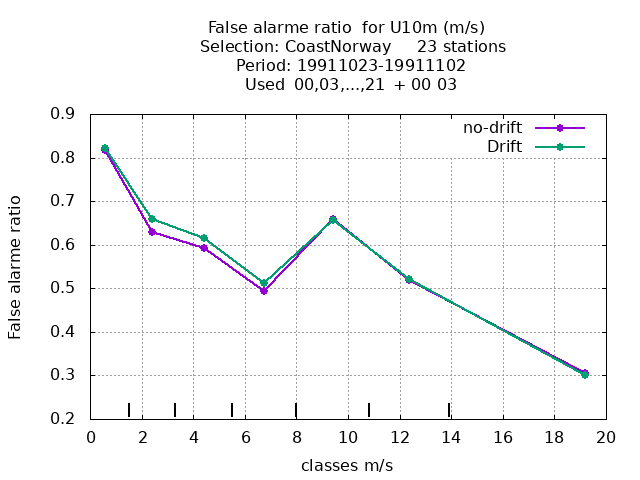 False alarme ratio  for U10m (m/s)
Selection: CoastNorway     23 stations
Period: 19911023-19911102
Used  00,03,...,21  + 00 03
no-drift
Drift
False alarme ratio
0.9
0.8
0.7
0.6
0.5
0.4
0.3
0.2
0 2 4 6 8 10 12 14 16 18 20
classes m/s